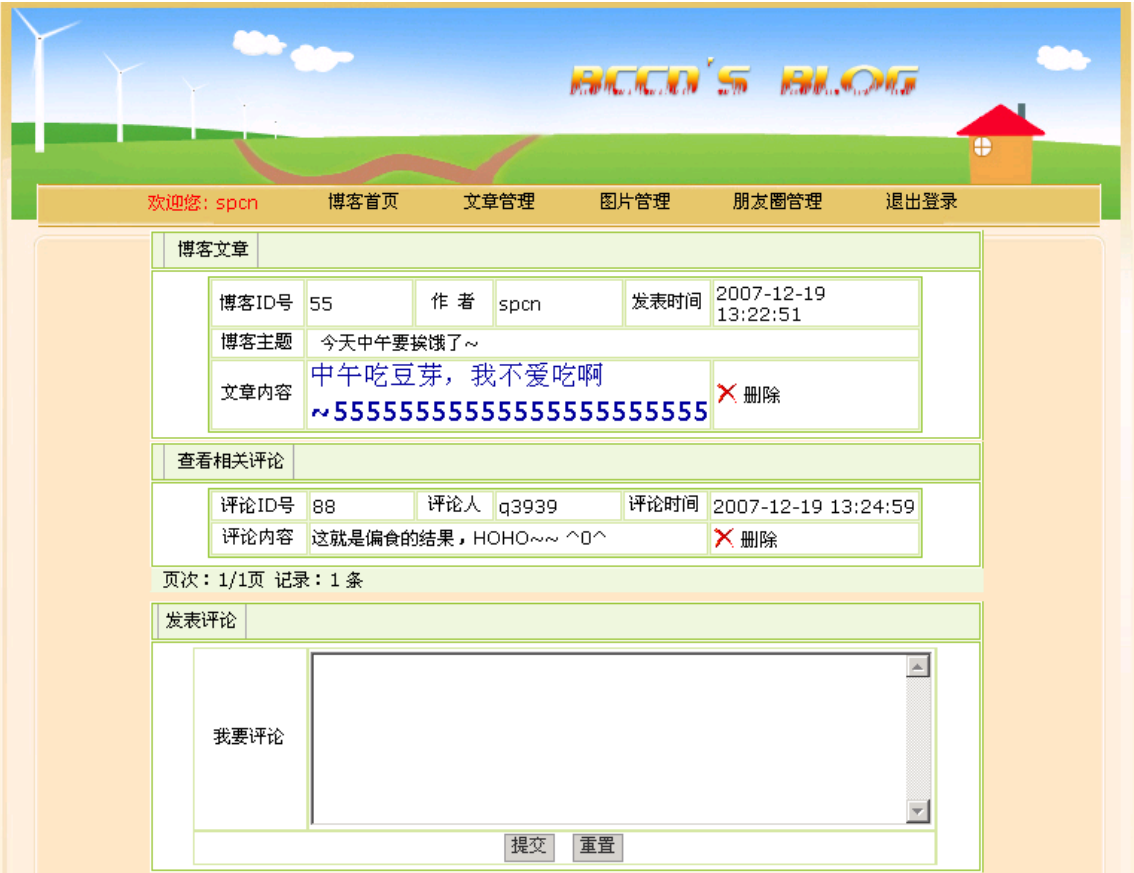 BCCD'S BLOG
欢迎您: spcn 博客首页 文章管理 图片管理 朋友圈管理 退出登录
博客文章
博客ID号 55 作 者 spcn 发表时间 2007-12-19
13:22:51
博客主题 今天中午要挨饿了~
文章内容 中午吃豆芽，我不爱吃啊
~555555555555555555555555 删除
查看相关评论
评论ID号 88 评论人 q3939 评论时间 2007-12-19 13:24:59
评论内容 这就是偏食的结果，HOHO~~ ^0^ 删除
页次：1/1页 记录：1 条
发表评论
我要评论
提交 重置